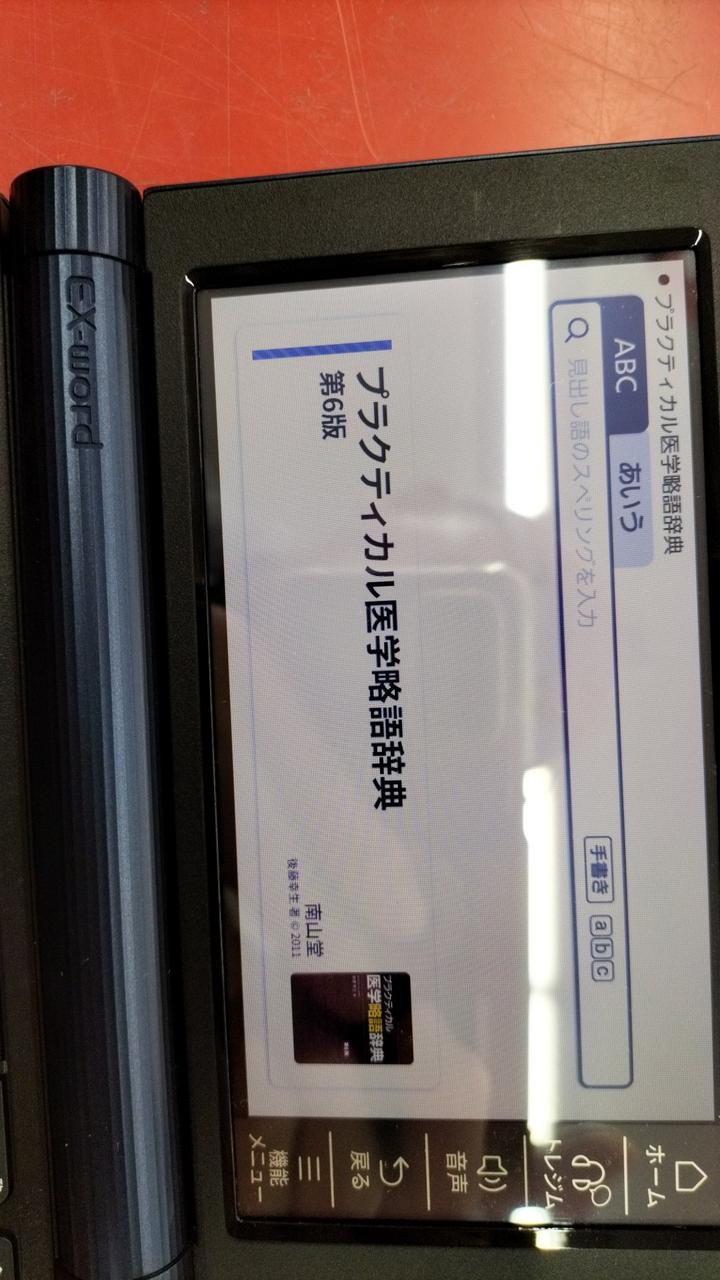 プラクティカル医学略語辞典
ABC
あいう
見出し語のスペリングを入力
手書き
abc
プラクティカル医学略語辞典
第6版
南山堂
後藤幸生 著 © 2011
プラクティカル
医学略語辞典
ホーム
トレジム
音声
戻る
機能
メニュー
EX-word